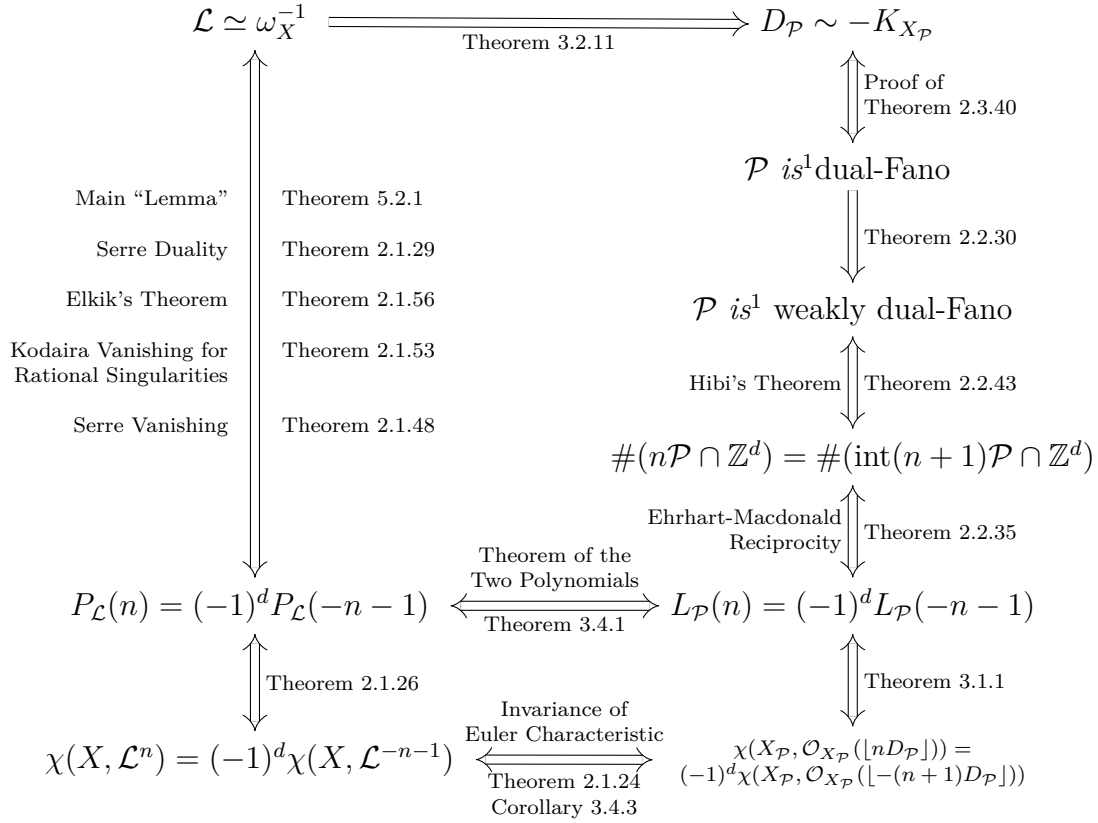 ℒ ≃ ω_X^{-1}
Theorem 3.2.11
D_𝒫 ∼ −K_{X_𝒫}
Proof of
Theorem 2.3.40
𝒫 is¹dual-Fano
Theorem 2.2.30
𝒫 is¹ weakly dual-Fano
Hibi's Theorem
Theorem 2.2.43
#(n𝒫 ∩ ℤ^d) = #(int(n + 1)𝒫 ∩ ℤ^d)
Ehrhart-Macdonald
Reciprocity
Theorem 2.2.35
Main “Lemma”
Theorem 5.2.1
Serre Duality
Theorem 2.1.29
Elkik's Theorem
Theorem 2.1.56
Kodaira Vanishing for
Rational Singularities
Theorem 2.1.53
Serre Vanishing
Theorem 2.1.48
P_ℒ(n) = (−1)^d P_ℒ(−n − 1)
Theorem of the
Two Polynomials
Theorem 3.4.1
L_𝒫(n) = (−1)^d L_𝒫(−n − 1)
Theorem 2.1.26
Theorem 3.1.1
χ(X, ℒ^n) = (−1)^d χ(X, ℒ^{−n−1})
Invariance of
Euler Characteristic
Theorem 2.1.24
Corollary 3.4.3
χ(X_𝒫, 𝒪_{X_𝒫}(⌊nD_𝒫⌋)) =
(−1)^d χ(X_𝒫, 𝒪_{X_𝒫}(⌊−(n + 1)D_𝒫⌋))